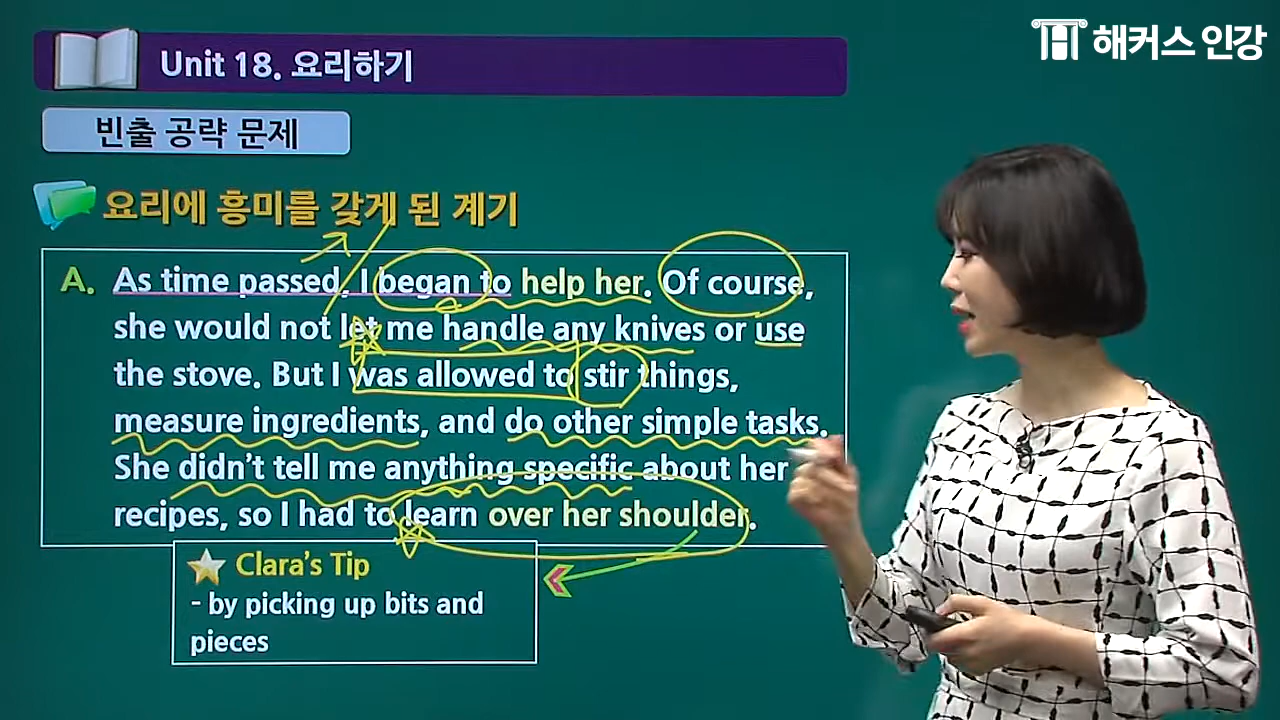 해커스 인강
Unit 18. 요리하기
빈출 공략 문제
요리에 흥미를 갖게 된 계기
A. As time passed, I began to help her. Of course,
she would not let me handle any knives or use
the stove. But I was allowed to stir things,
measure ingredients, and do other simple tasks.
She didn't tell me anything specific about her
recipes, so I had to learn over her shoulder.
Clara's Tip
- by picking up bits and
pieces